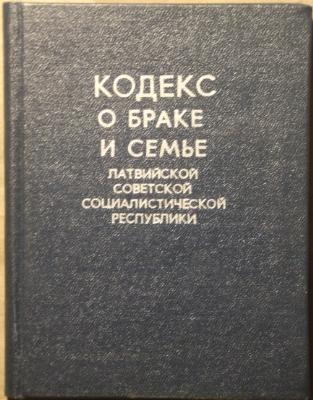 КОДЕКС
О БРАКЕ
И СЕМЬЕ
ЛАТВИЙСКОЙ
СОВЕТСКОЙ
СОЦИАЛИСТИЧЕСКОЙ
РЕСПУБЛИКИ